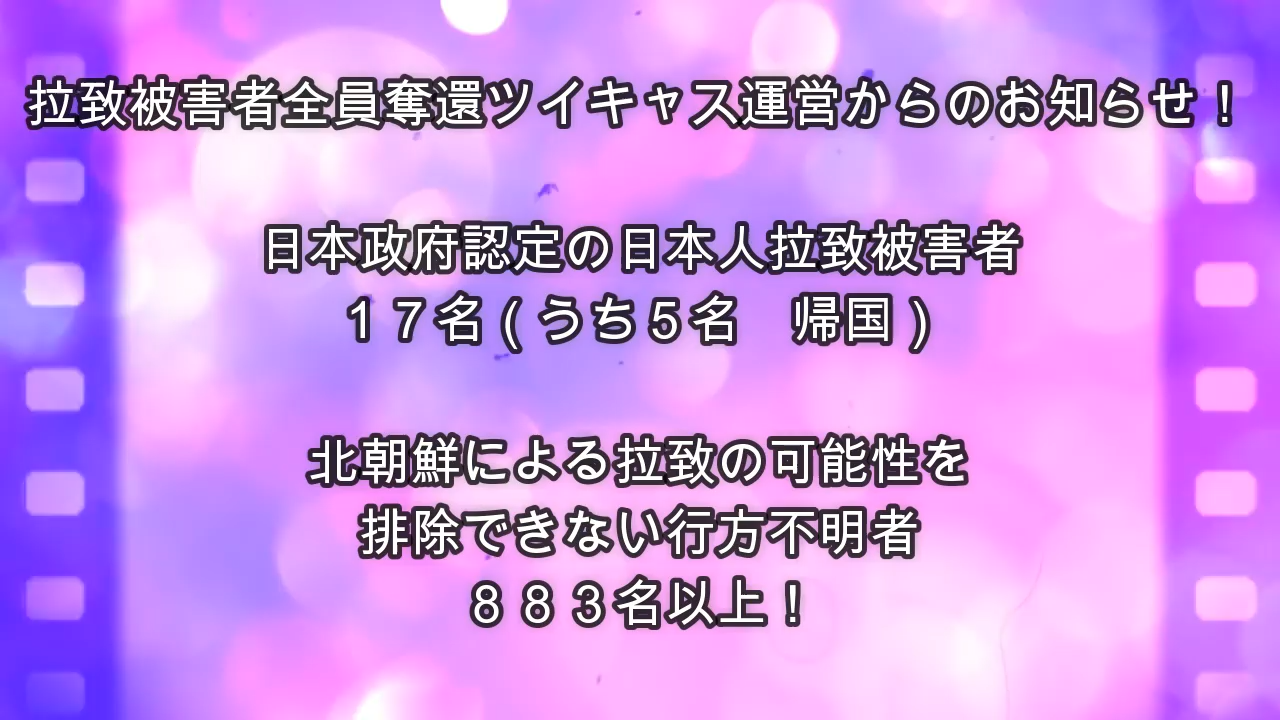 拉致被害者全員奪還ツイキャス運営からのお知らせ！
日本政府認定の日本人拉致被害者
１７名（うち５名　帰国）
北朝鮮による拉致の可能性を
排除できない行方不明者
８８３名以上！